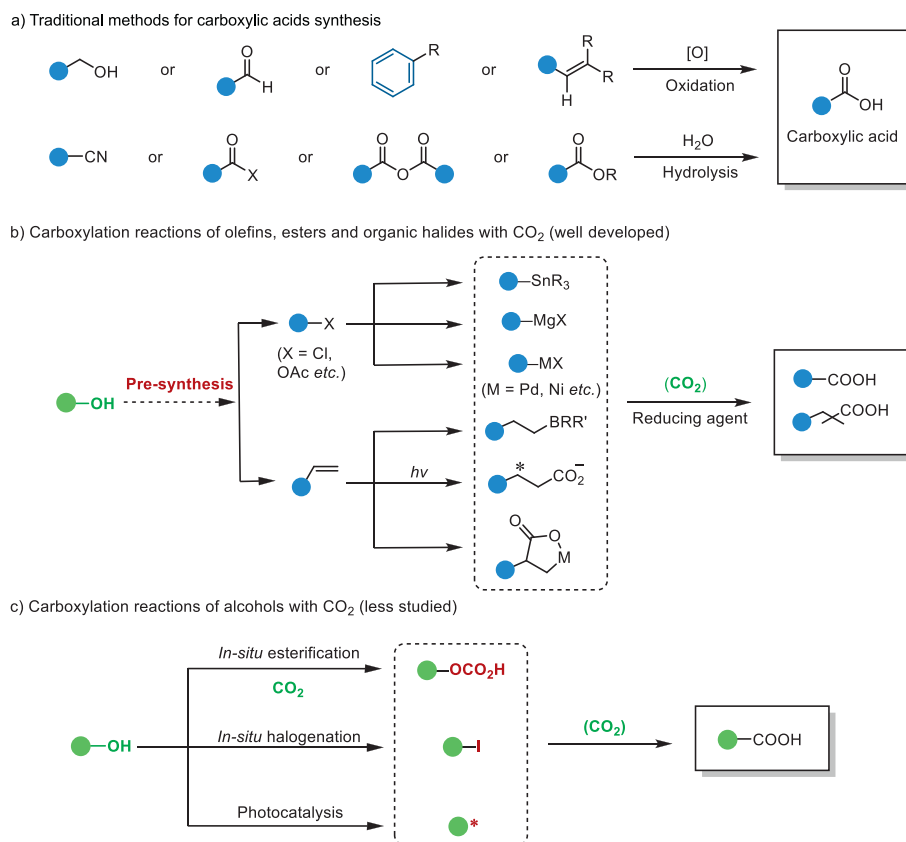 a) Traditional methods for carboxylic acids synthesis
OH or O H or R or R R H [O] Oxidation O OH
Carboxylic acid
CN or O X or O O O or O OR H₂O Hydrolysis
b) Carboxylation reactions of olefins, esters and organic halides with CO₂ (well developed)
SnR₃
X
MgX
(X = Cl,
OAc etc.)
MX
(M = Pd, Ni etc.)
Pre-synthesis
OH
(CO₂)
Reducing agent
COOH
COOH
BRR'
hv
* CO₂⁻
O
O
M
c) Carboxylation reactions of alcohols with CO₂ (less studied)
In-situ esterification
CO₂
OCO₂H
OH
In-situ halogenation
I
(CO₂)
COOH
Photocatalysis
*